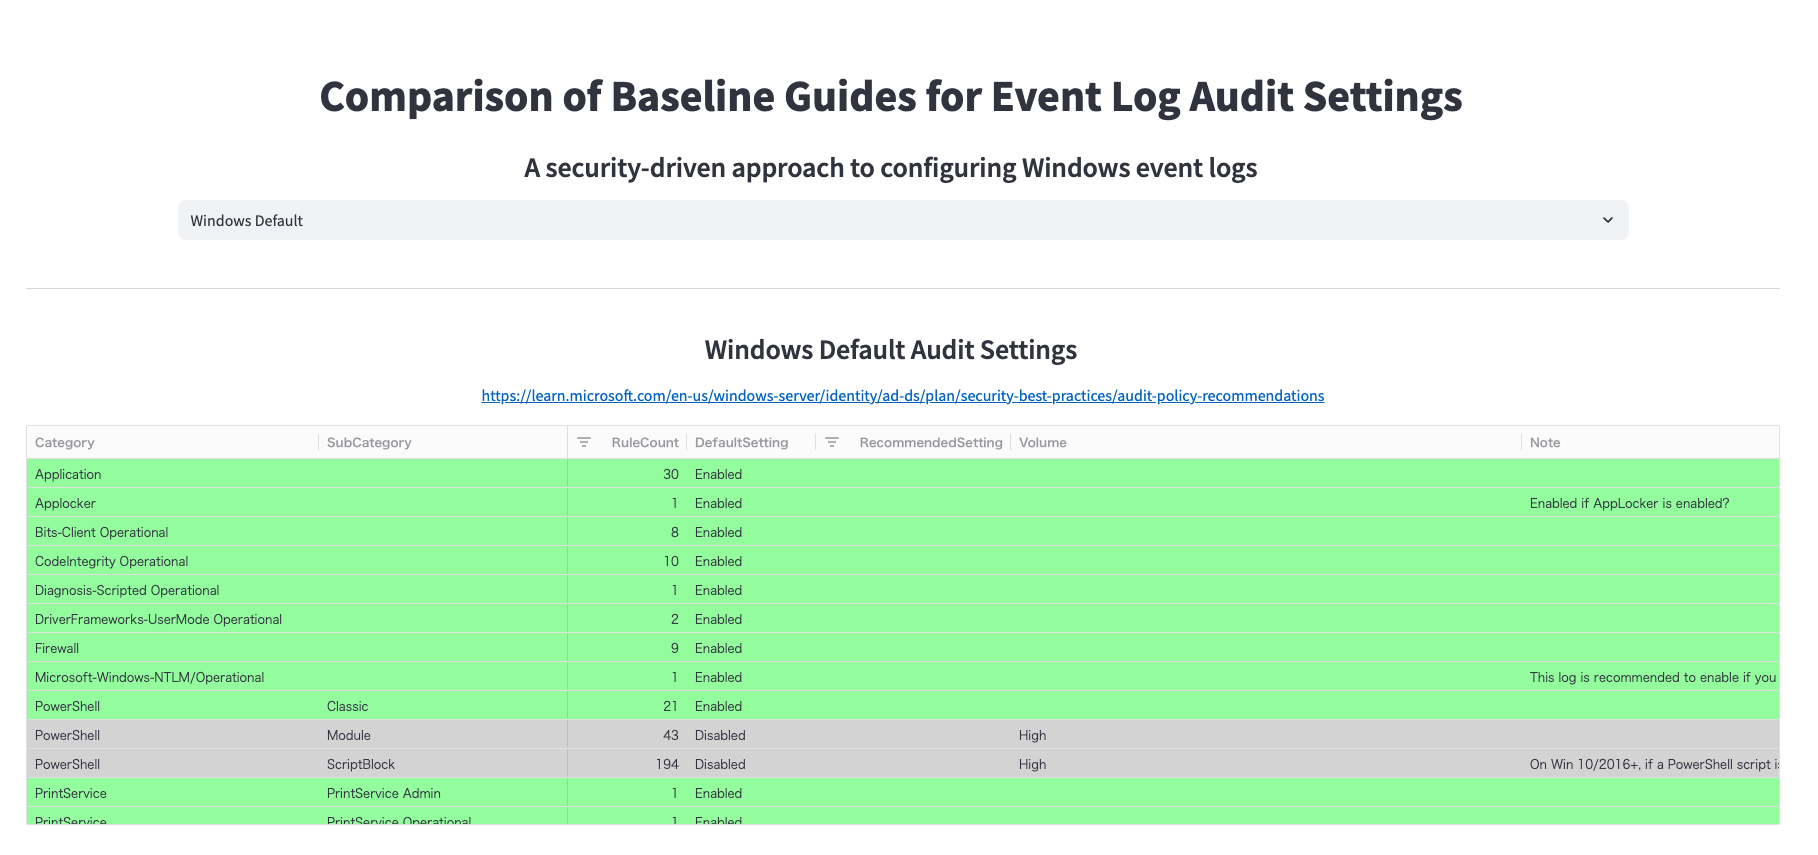 Comparison of Baseline Guides for Event Log Audit Settings
A security-driven approach to configuring Windows event logs
Windows Default
Windows Default Audit Settings
https://learn.microsoft.com/en-us/windows-server/identity/ad-ds/plan/security-best-practices/audit-policy-recommendations
Category SubCategory RuleCount DefaultSetting RecommendedSetting Volume Note
Application 30 Enabled
Applocker 1 Enabled Enabled if AppLocker is enabled?
Bits-Client Operational 8 Enabled
CodeIntegrity Operational 10 Enabled
Diagnosis-Scripted Operational 1 Enabled
DriverFrameworks-UserMode Operational 2 Enabled
Firewall 9 Enabled
Microsoft-Windows-NTLM/Operational 1 Enabled This log is recommended to enable if you
PowerShell Classic 21 Enabled
PowerShell Module 43 Disabled High
PowerShell ScriptBlock 194 Disabled High On Win 10/2016+, if a PowerShell script is
PrintService PrintService Admin 1 Enabled
PrintService PrintService Operational 1 Enabled